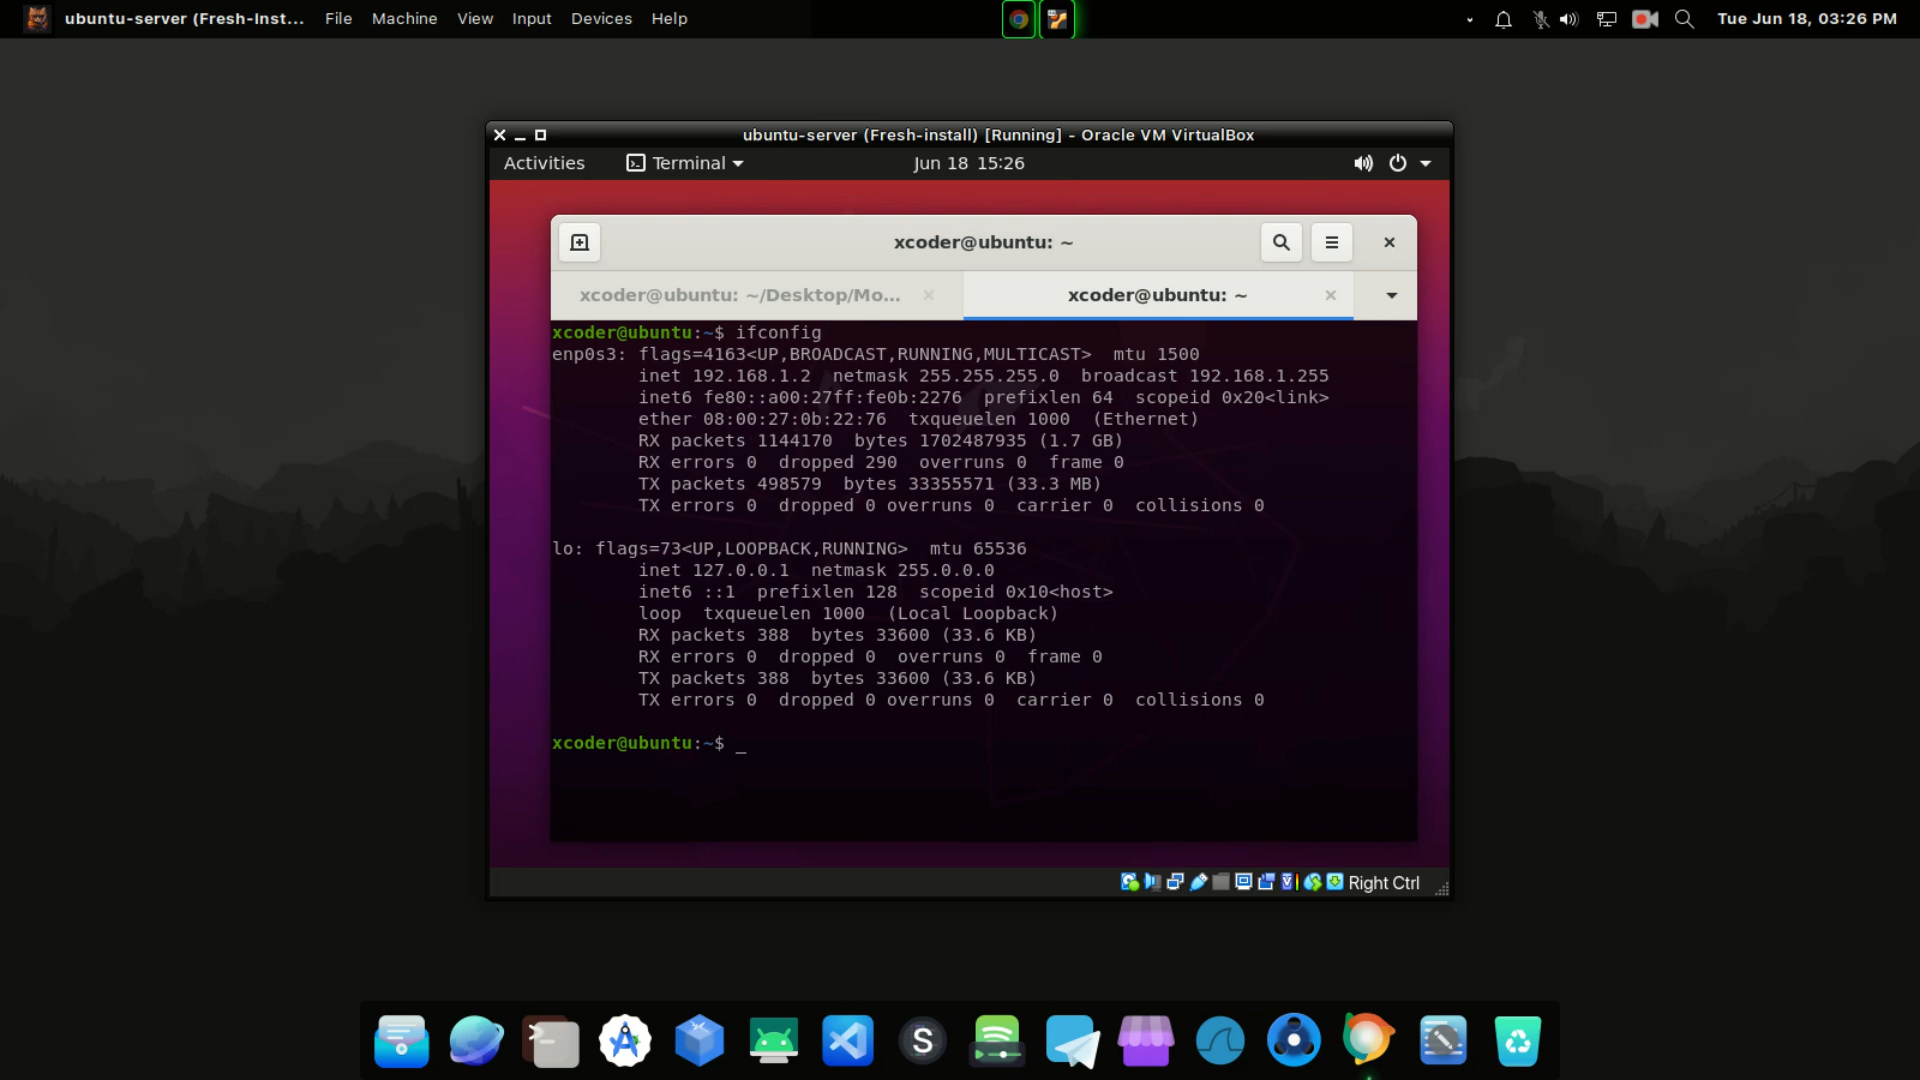 ubuntu-server (Fresh-Inst... File Machine View Input Devices Help Tue Jun 18, 03:26 PM
ubuntu-server (Fresh-install) [Running] - Oracle VM VirtualBox
Activities Terminal Jun 18 15:26
xcoder@ubuntu: ~
xcoder@ubuntu: ~/Desktop/Mo... xcoder@ubuntu: ~
xcoder@ubuntu:~$ ifconfig
enp0s3: flags=4163<UP,BROADCAST,RUNNING,MULTICAST>  mtu 1500
        inet 192.168.1.2  netmask 255.255.255.0  broadcast 192.168.1.255
        inet6 fe80::a00:27ff:fe0b:2276  prefixlen 64  scopeid 0x20<link>
        ether 08:00:27:0b:22:76  txqueuelen 1000  (Ethernet)
        RX packets 1144170  bytes 1702487935 (1.7 GB)
        RX errors 0  dropped 290  overruns 0  frame 0
        TX packets 498579  bytes 33355571 (33.3 MB)
        TX errors 0  dropped 0 overruns 0  carrier 0  collisions 0
lo: flags=73<UP,LOOPBACK,RUNNING>  mtu 65536
        inet 127.0.0.1  netmask 255.0.0.0
        inet6 ::1  prefixlen 128  scopeid 0x10<host>
        loop  txqueuelen 1000  (Local Loopback)
        RX packets 388  bytes 33600 (33.6 KB)
        RX errors 0  dropped 0  overruns 0  frame 0
        TX packets 388  bytes 33600 (33.6 KB)
        TX errors 0  dropped 0 overruns 0  carrier 0  collisions 0
xcoder@ubuntu:~$ _
Right Ctrl
S